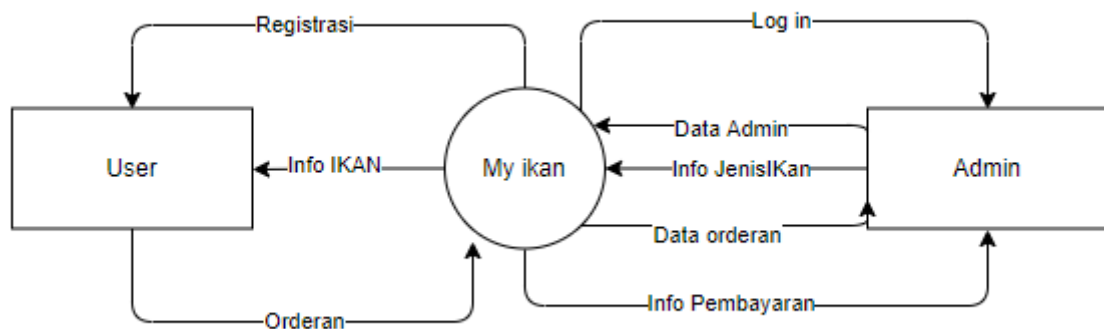 Registrasi
Log in
Data Admin
User
Info IKAN
My ikan
Info JenisIKan
Admin
Data orderan
Info Pembayaran
Orderan